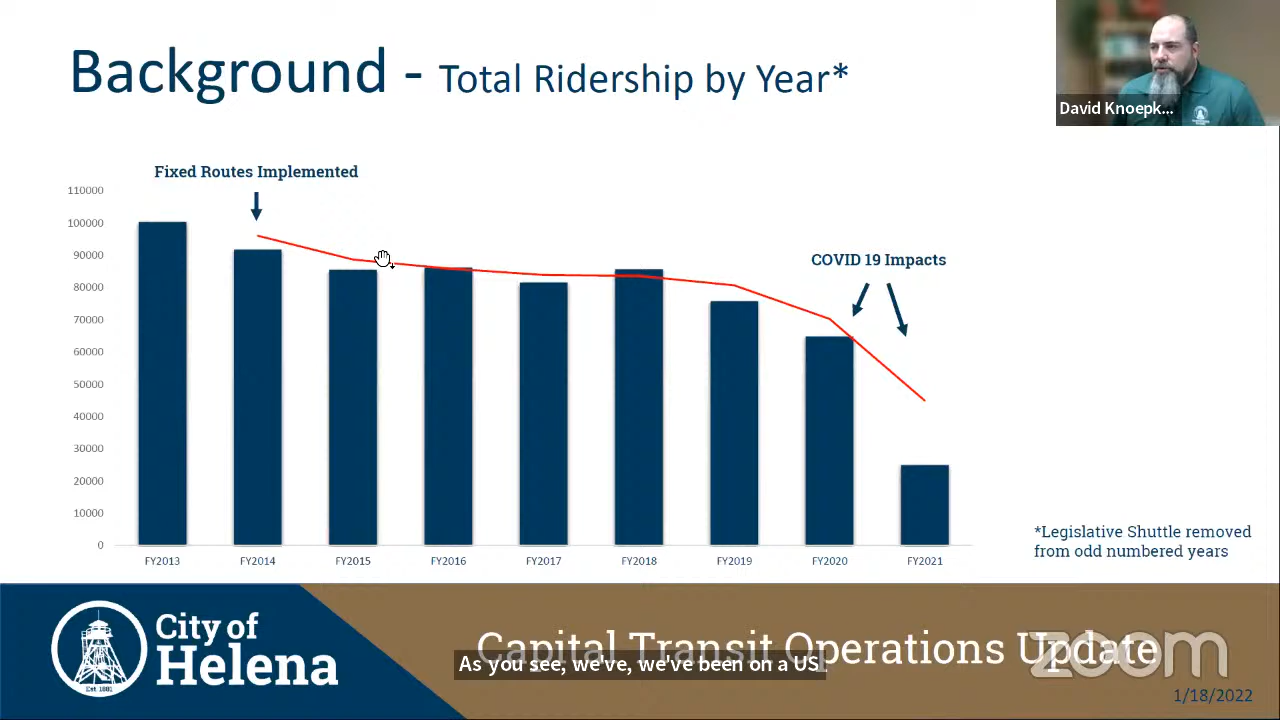 Background - Total Ridership by Year*
David Knoepk...
Fixed Routes Implemented
COVID 19 Impacts
110000
100000
90000
80000
70000
60000
50000
40000
30000
20000
10000
0
FY2013 FY2014 FY2015 FY2016 FY2017 FY2018 FY2019 FY2020 FY2021
*Legislative Shuttle removed
from odd numbered years
City of
Helena
Est 1881
Capital Transit Operations Update
As you see, we've, we've been on a US
zoom
1/18/2022